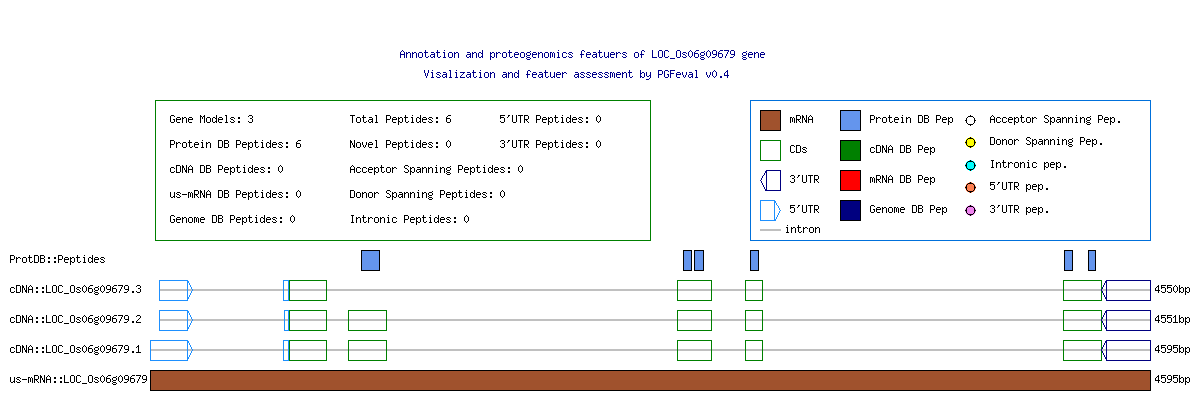 Annotation and proteogenomics featuers of LOC_Os06g09679 gene
Visalization and featuer assessment by PGFeval v0.4
Gene Models: 3 Total Peptides: 6 5'UTR Peptides: 0
Protein DB Peptides: 6 Novel Peptides: 0 3'UTR Peptides: 0
cDNA DB Peptides: 0 Acceptor Spanning Peptides: 0
us-mRNA DB Peptides: 0 Donor Spanning Peptides: 0
Genome DB Peptides: 0 Intronic Peptides: 0
mRNA Protein DB Pep Acceptor Spanning Pep.
CDs cDNA DB Pep Donor Spanning Pep.
3'UTR mRNA DB Pep Intronic pep.
5'UTR Genome DB Pep 5'UTR pep.
intron 3'UTR pep.
ProtDB::Peptides
cDNA::LOC_Os06g09679.3 4550bp
cDNA::LOC_Os06g09679.2 4551bp
cDNA::LOC_Os06g09679.1 4595bp
us-mRNA::LOC_Os06g09679 4595bp